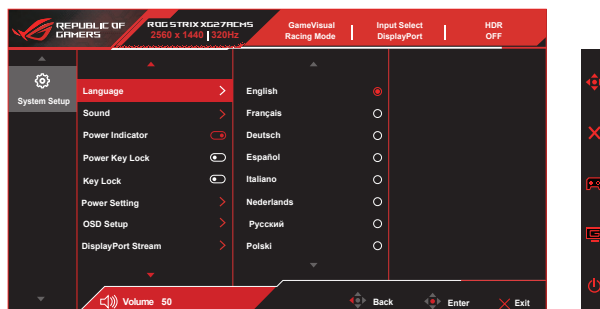 REPUBLIC OF
GAMERS
ROG STRIX XG27ACMS
2560 x 1440 320Hz
GameVisual
Racing Mode
Input Select
DisplayPort
HDR
OFF
System Setup
Language
Sound
Power Indicator
Power Key Lock
Key Lock
Power Setting
OSD Setup
DisplayPort Stream
English
Français
Deutsch
Español
Italiano
Nederlands
Русский
Polski
Volume 50
Back
Enter
Exit